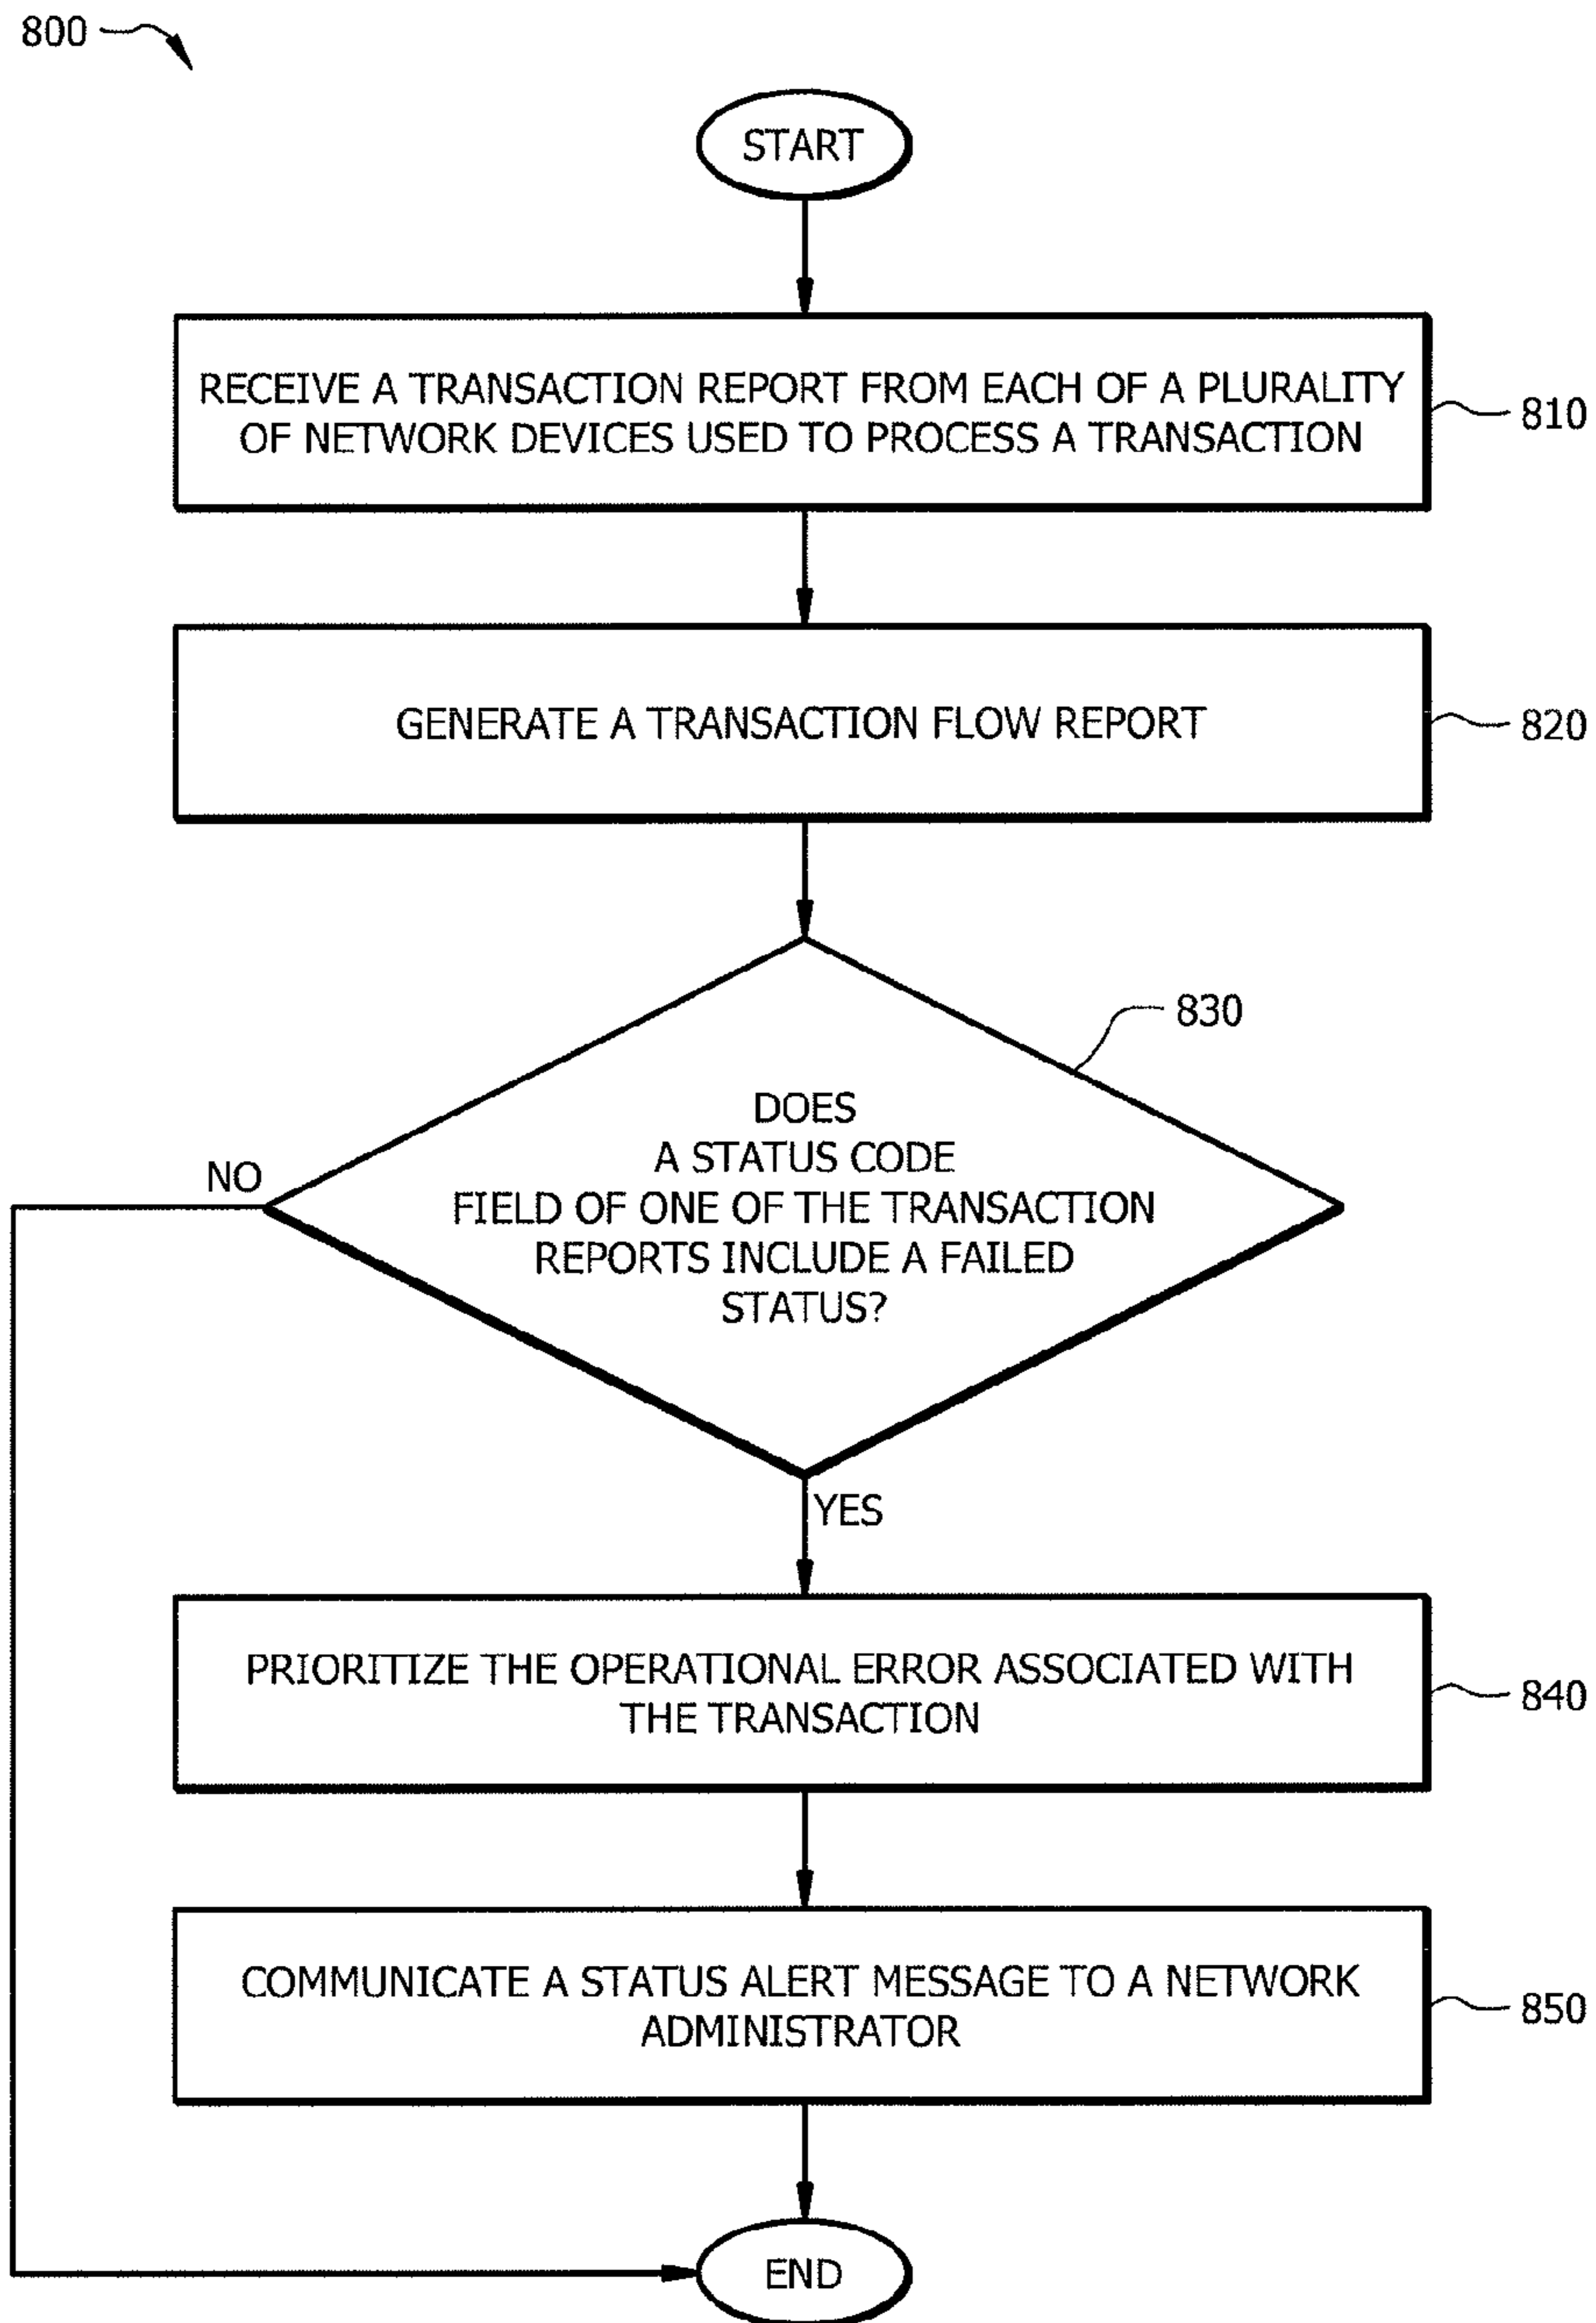 800
START
RECEIVE A TRANSACTION REPORT FROM EACH OF A PLURALITY
OF NETWORK DEVICES USED TO PROCESS A TRANSACTION
810
GENERATE A TRANSACTION FLOW REPORT
820
830
DOES
A STATUS CODE
FIELD OF ONE OF THE TRANSACTION
REPORTS INCLUDE A FAILED
STATUS?
NO
YES
PRIORITIZE THE OPERATIONAL ERROR ASSOCIATED WITH
THE TRANSACTION
840
COMMUNICATE A STATUS ALERT MESSAGE TO A NETWORK
ADMINISTRATOR
850
END